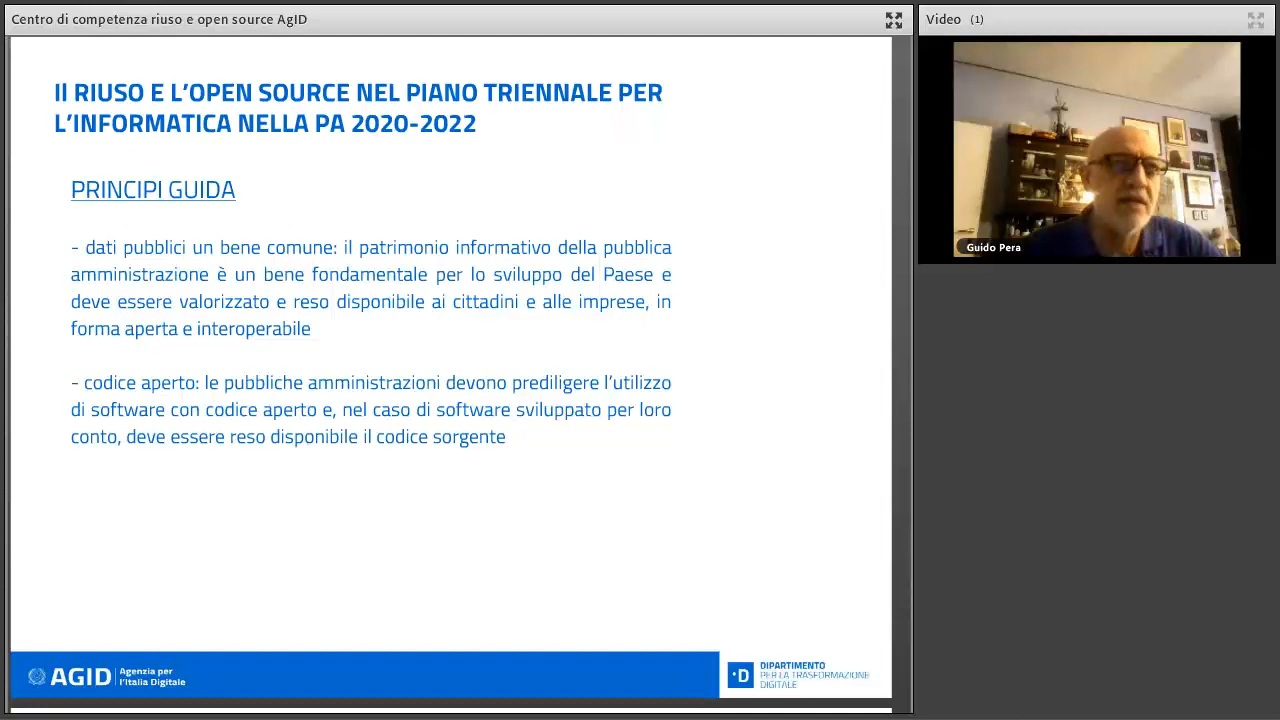 Centro di competenza riuso e open source AgID
Video (1)
Il RIUSO E L'OPEN SOURCE NEL PIANO TRIENNALE PER
L'INFORMATICA NELLA PA 2020-2022
PRINCIPI GUIDA
- dati pubblici un bene comune: il patrimonio informativo della pubblica
amministrazione è un bene fondamentale per lo sviluppo del Paese e
deve essere valorizzato e reso disponibile ai cittadini e alle imprese, in
forma aperta e interoperabile
- codice aperto: le pubbliche amministrazioni devono prediligere l'utilizzo
di software con codice aperto e, nel caso di software sviluppato per loro
conto, deve essere reso disponibile il codice sorgente
Guido Pera
AGID
Agenzia per
l'Italia Digitale
·D
DIPARTIMENTO
PER LA TRASFORMAZIONE
DIGITALE